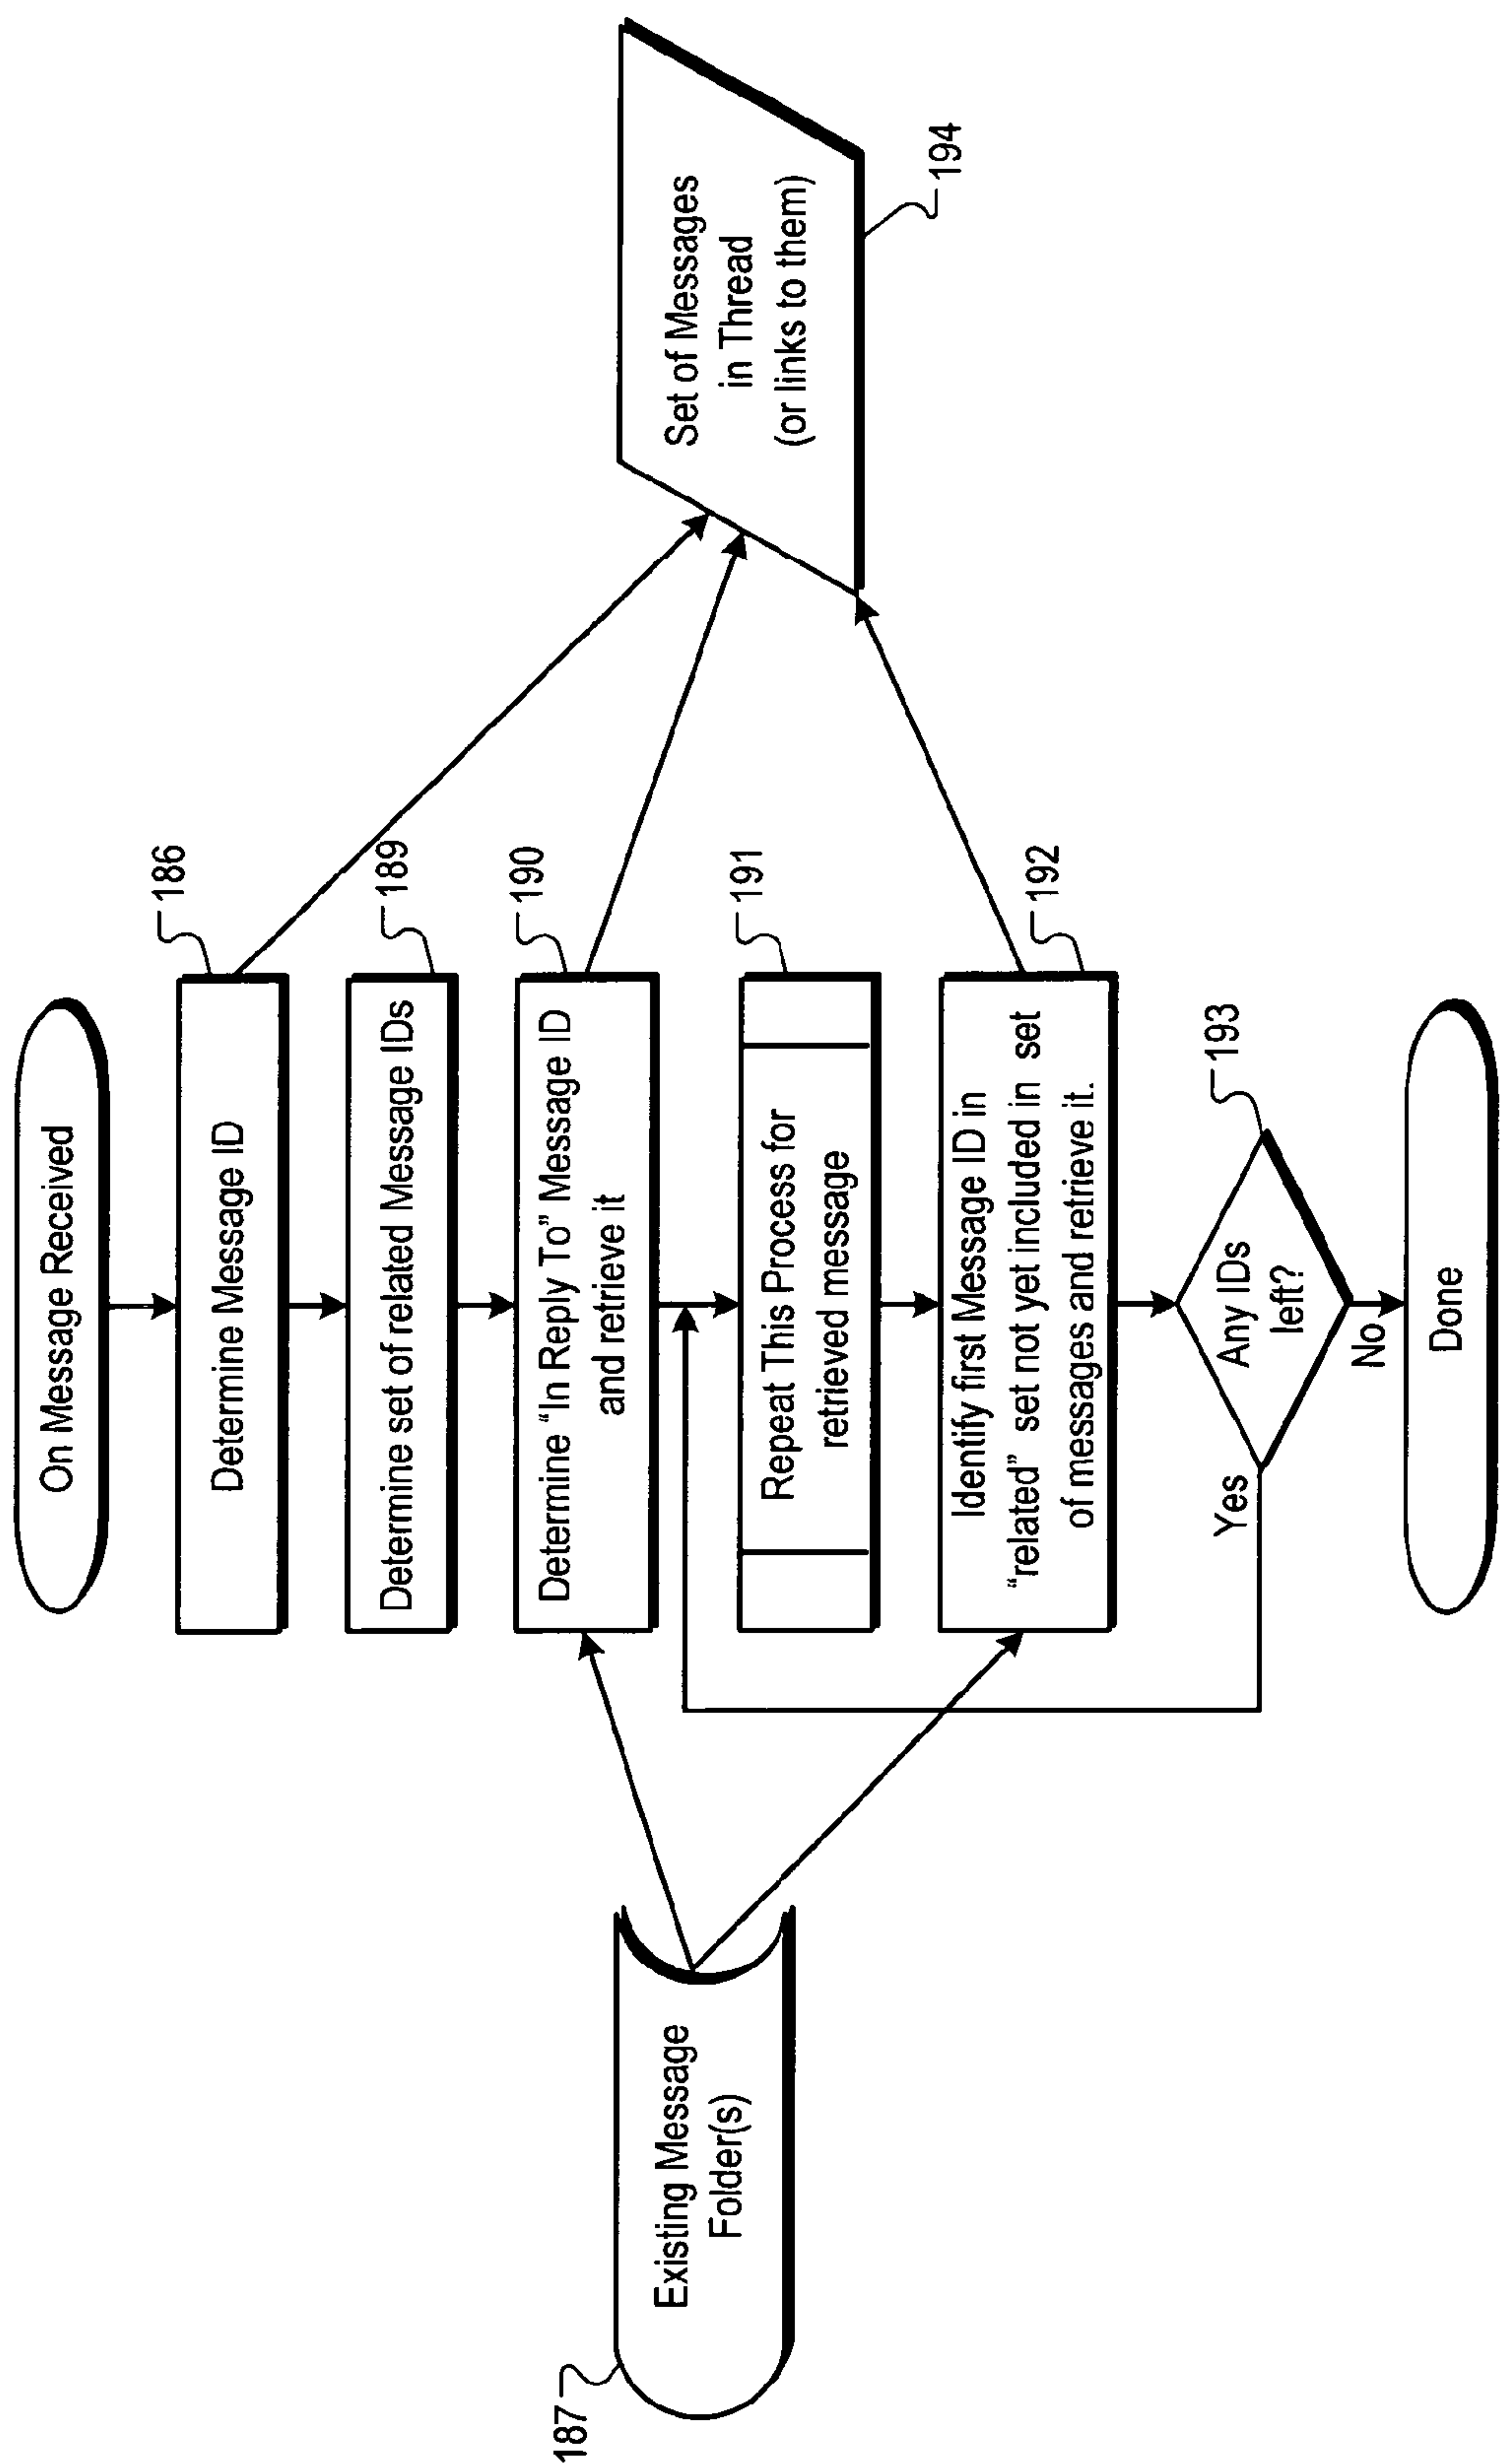 On Message Received
186
Determine Message ID
189
Determine set of related Message IDs
190
Determine “In Reply To” Message ID
and retrieve it
191
Repeat This Process for
retrieved message
192
Identify first Message ID in
“related” set not yet included in set
of messages and retrieve it.
193
Any IDs
left?
Yes
No
Done
187
Existing Message
Folder(s)
Set of Messages
in Thread
(or links to them)
194